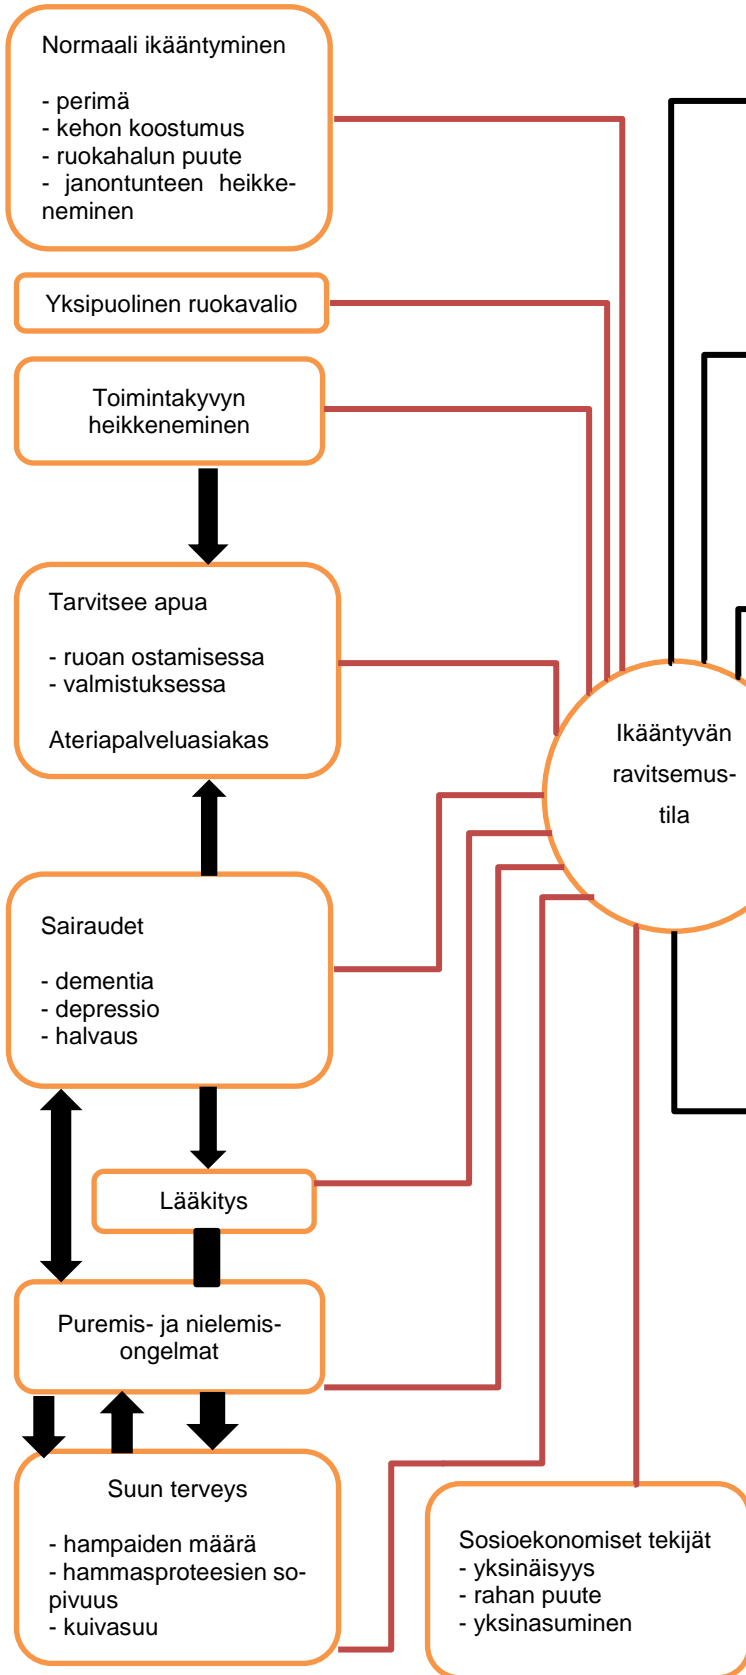 Normaali ikääntyminen
- perimä
- kehon koostumus
- ruokahalun puute
- janontunteen heikke-
neminen
Yksipuolinen ruokavalio
Toimintakyvyn
heikkeneminen
Tarvitsee apua
- ruoan ostamisessa
- valmistuksessa
Ateriapalveluasiakas
Ikääntyvän
ravitsemus-
tila
Sairaudet
- dementia
- depressio
- halvaus
Lääkitys
Puremis- ja nielemis-
ongelmat
Suun terveys
- hampaiden määrä
- hammasproteesien so-
pivuus
- kuivasuu
Sosioekonomiset tekijät
- yksinäisyys
- rahan puute
- yksinasuminen